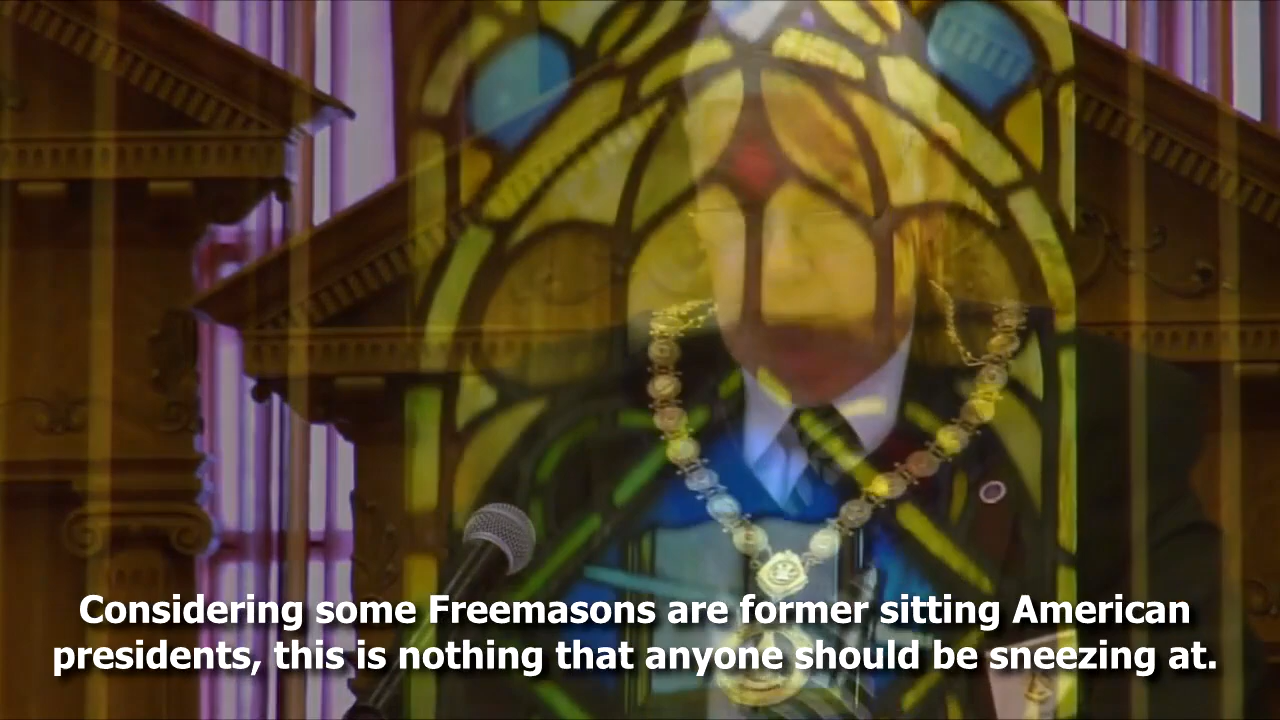 Considering some Freemasons are former sitting American
presidents, this is nothing that anyone should be sneezing at.